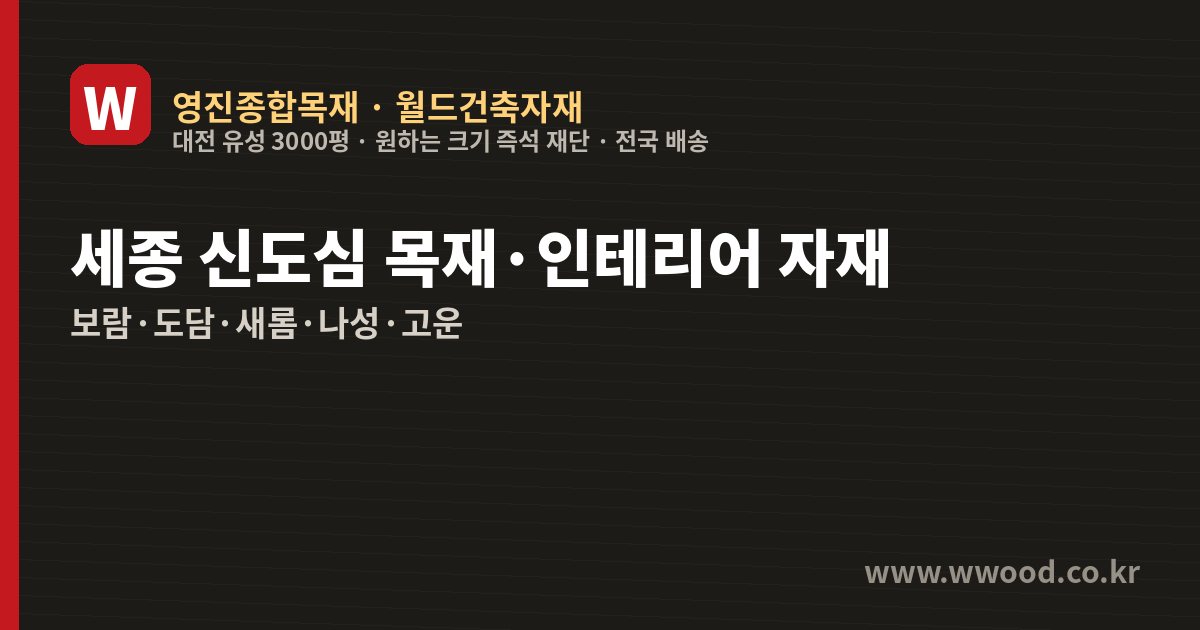 W
영진종합목재 · 월드건축자재
대전 유성 3000평 · 원하는 크기 즉석 재단 · 전국 배송
세종 신도심 목재·인테리어 자재
보람·도담·새롬·나성·고운
www.wwood.co.kr